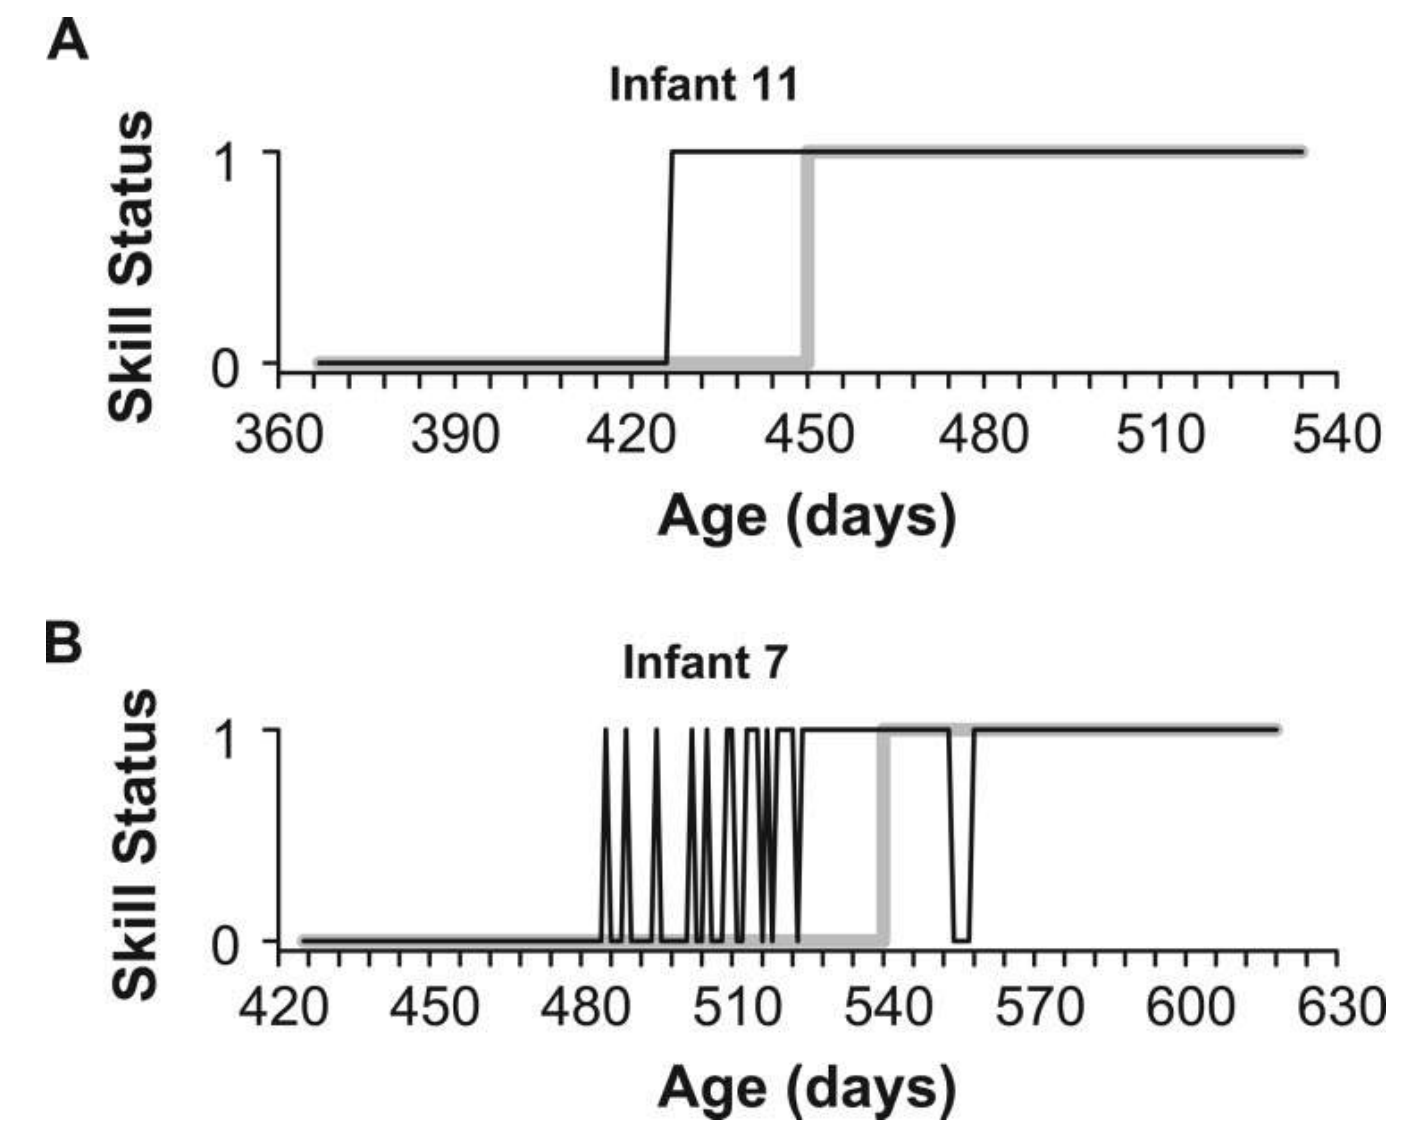 A
Infant 11
Skill Status
1
0
360 390 420 450 480 510 540
Age (days)
B
Infant 7
Skill Status
1
0
420 450 480 510 540 570 600 630
Age (days)